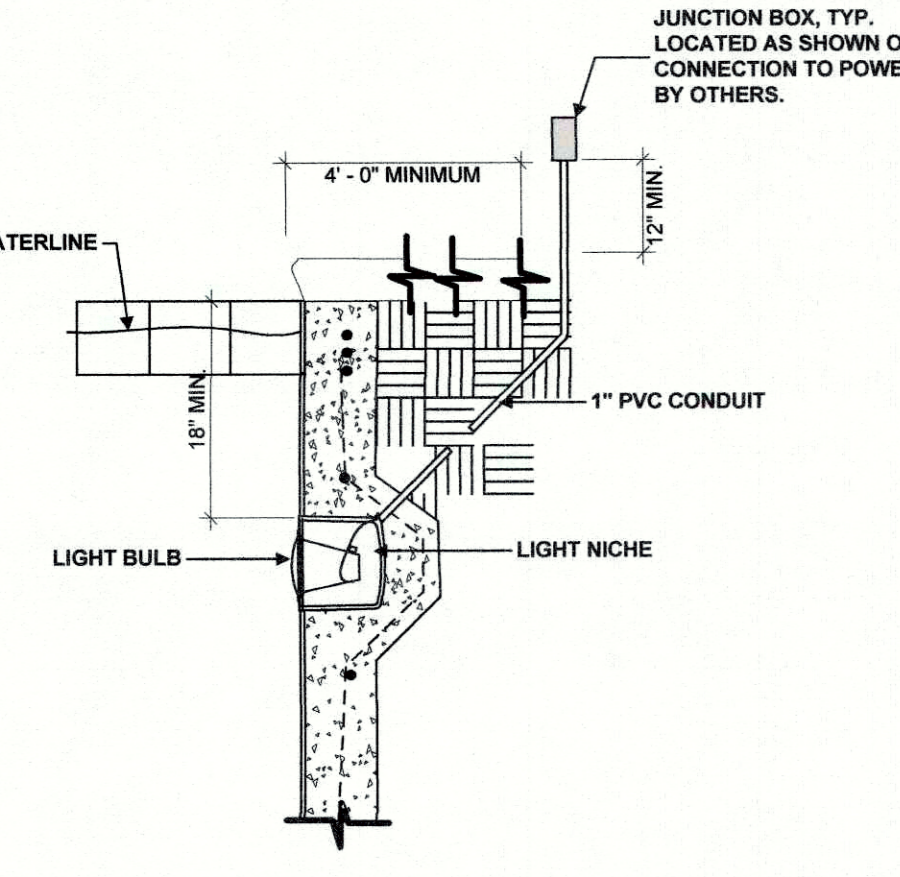 JUNCTION BOX, TYP.
LOCATED AS SHOWN O
CONNECTION TO POWE
BY OTHERS.
4' - 0" MINIMUM
12" MIN.
ATERLINE
18" MIN.
1" PVC CONDUIT
LIGHT BULB
LIGHT NICHE